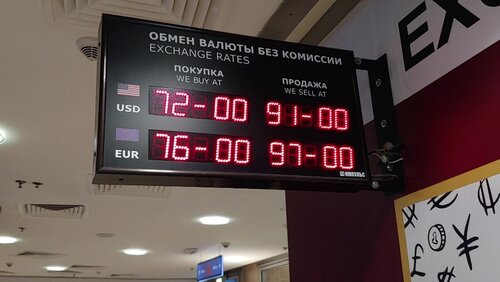 ОБМЕН ВАЛЮТЫ БЕЗ КОМИССИИ
EXCHANGE RATES
ПОКУПКА ПРОДАЖА
WE BUY AT WE SELL AT
USD 72-00 91-00
EUR 76-00 97-00
ИМПУЛЬС
EX